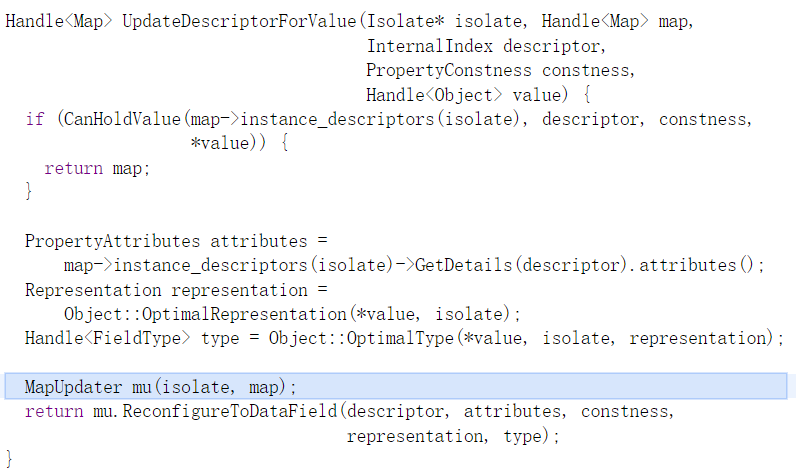 Handle<Map> UpdateDescriptorForValue(Isolate* isolate, Handle<Map> map,
                                     InternalIndex descriptor,
                                     PropertyConstness constness,
                                     Handle<Object> value) {
  if (CanHoldValue(map->instance_descriptors(isolate), descriptor, constness,
                   *value)) {
    return map;
  }

  PropertyAttributes attributes =
      map->instance_descriptors(isolate)->GetDetails(descriptor).attributes();
  Representation representation =
      Object::OptimalRepresentation(*value, isolate);
  Handle<FieldType> type = Object::OptimalType(*value, isolate, representation);

  MapUpdater mu(isolate, map);
  return mu.ReconfigureToDataField(descriptor, attributes, constness,
                                   representation, type);
}